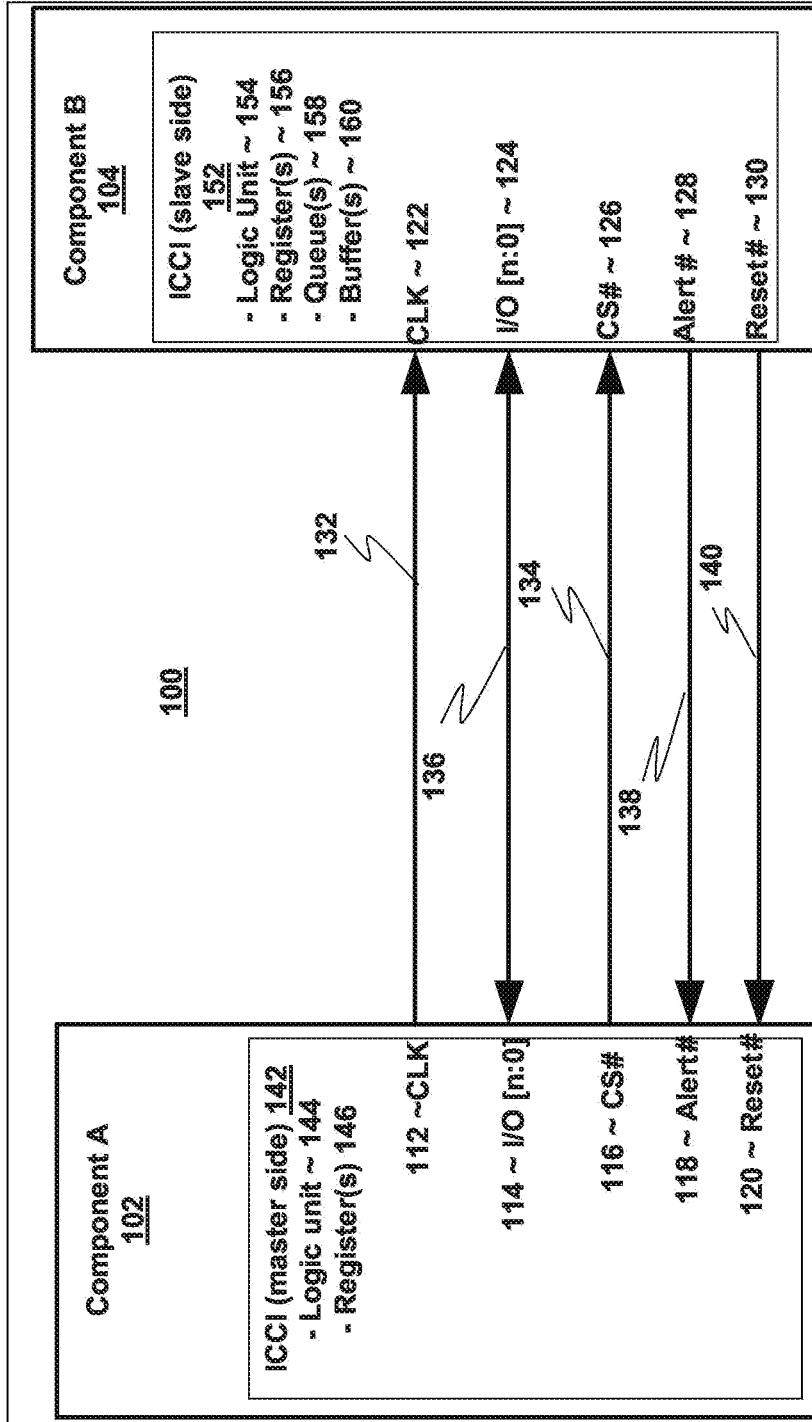 Component A
102
ICCI (master side) 142
- Logic unit ~ 144
- Register(s) 146
112 ~CLK
114 ~ I/O [n:0]
116 ~ CS#
118 ~ Alert#
120 ~ Reset#
100
132
136
134
138
140
Component B
104
ICCI (slave side)
152
- Logic Unit ~ 154
- Register(s) ~ 156
- Queue(s) ~ 158
- Buffer(s) ~ 160
CLK ~ 122
I/O [n:0] ~ 124
CS# ~ 126
Alert# ~ 128
Reset# ~ 130